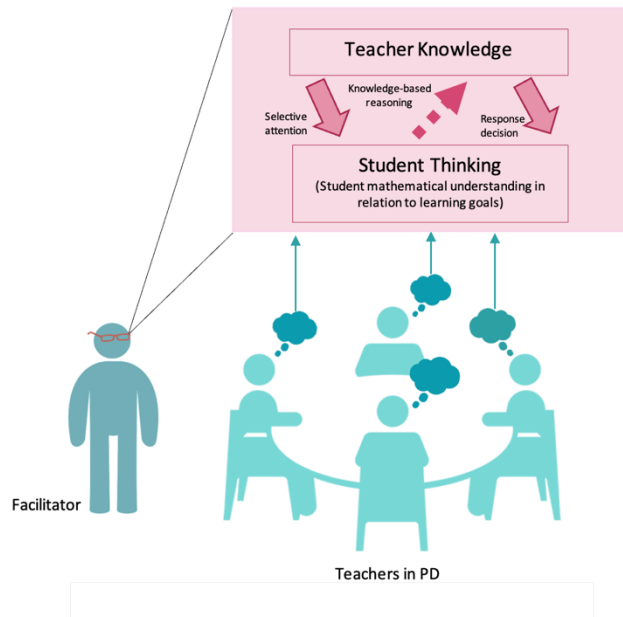 Teacher Knowledge
Knowledge-based
reasoning
Selective
attention
Response
decision
Student Thinking
(Student mathematical understanding in
relation to learning goals)
Facilitator
Teachers in PD